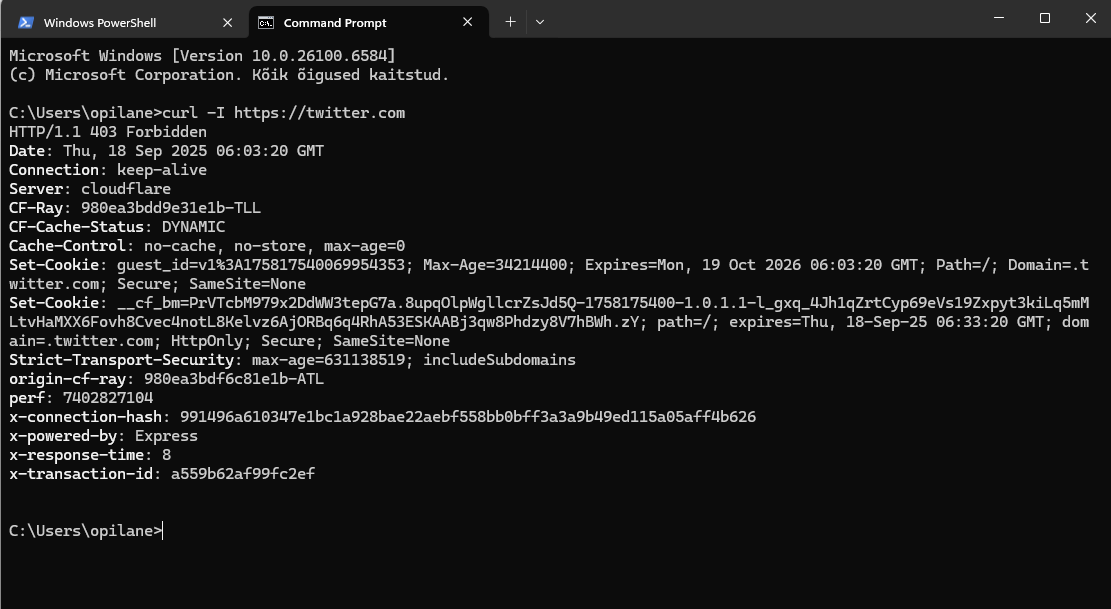 Windows PowerShell
Command Prompt
Microsoft Windows [Version 10.0.26100.6584]
(c) Microsoft Corporation. Kõik õigused kaitstud.
C:\Users\opilane>curl -I https://twitter.com
HTTP/1.1 403 Forbidden
Date: Thu, 18 Sep 2025 06:03:20 GMT
Connection: keep-alive
Server: cloudflare
CF-Ray: 980ea3bdd9e31e1b-TLL
CF-Cache-Status: DYNAMIC
Cache-Control: no-cache, no-store, max-age=0
Set-Cookie: guest_id=v1%3A175817540069954353; Max-Age=34214400; Expires=Mon, 19 Oct 2026 06:03:20 GMT; Path=/; Domain=.t
witter.com; Secure; SameSite=None
Set-Cookie: __cf_bm=PrVTcbM979x2DdWW3tepG7a.8upqOlpWgllcrZsJd5Q-1758175400-1.0.1.1-l_gxq_4Jh1qZrtCyp69eVs19Zxpyt3kiLq5mM
LtvHaMXX6Fovh8Cvec4notL8Kelvz6AjORBq6q4RhA53ESKAABj3qw8Phdzy8V7hBWh.zY; path=/; expires=Thu, 18-Sep-25 06:33:20 GMT; dom
ain=.twitter.com; HttpOnly; Secure; SameSite=None
Strict-Transport-Security: max-age=631138519; includeSubdomains
origin-cf-ray: 980ea3bdf6c81e1b-ATL
perf: 7402827104
x-connection-hash: 991496a610347e1bc1a928bae22aebf558bb0bff3a3a9b49ed115a05aff4b626
x-powered-by: Express
x-response-time: 8
x-transaction-id: a559b62af99fc2ef
C:\Users\opilane>